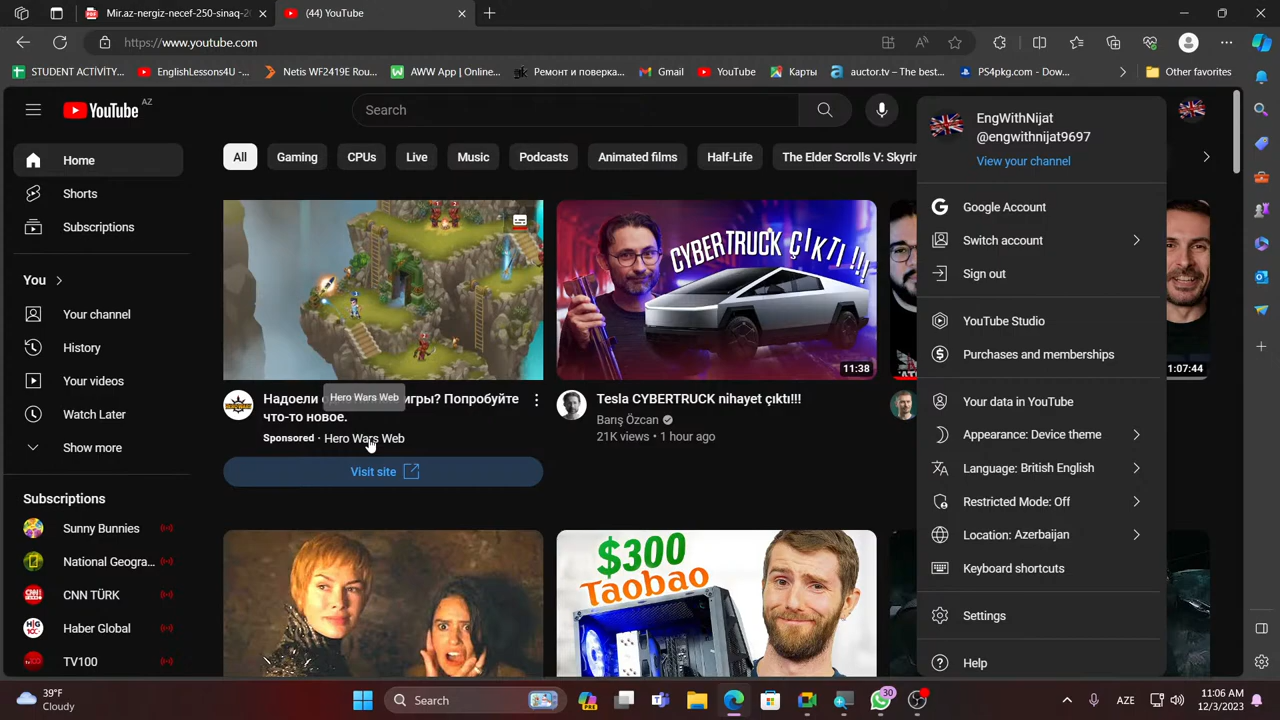 Mir.az-nergiz-necef-250-sinaq-2
(44) YouTube
https://www.youtube.com
STUDENT ACTİVİTY...
EnglishLessons4U -...
Netis WF2419E Rou...
AWW App | Online...
Ремонт и поверка...
Gmail
YouTube
Карты
auctor.tv – The best...
PS4pkg.com - Dow...
Other favorites
YouTube AZ
Search
Home
Shorts
Subscriptions
You
Your channel
History
Your videos
Watch Later
Show more
Subscriptions
Sunny Bunnies
National Geogra...
CNN TÜRK
Haber Global
TV100
All
Gaming
CPUs
Live
Music
Podcasts
Animated films
Half-Life
The Elder Scrolls V: Skyri
Надоели игры? Попробуйте
что-то новое.
Hero Wars Web
Sponsored · Hero Wars Web
Visit site
CYBERTRUCK ÇIKTI !!!
11:38
Tesla CYBERTRUCK nihayet çıktı!!!
Barış Özcan
21K views • 1 hour ago
1:07:44
$300
Taobao
EngWithNijat
@engwithnijat9697
View your channel
Google Account
Switch account
Sign out
YouTube Studio
Purchases and memberships
Your data in YouTube
Appearance: Device theme
Language: British English
Restricted Mode: Off
Location: Azerbaijan
Keyboard shortcuts
Settings
Help
39°F
Cloudy
Search
PRE
30
AZE
11:06 AM
12/3/2023